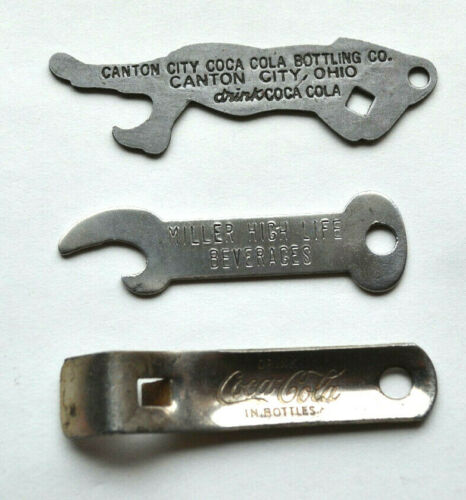 CANTON CITY COCA COLA BOTTLING CO.
CANTON CITY, OHIO
drink COCA COLA
MILLER HIGH LIFE
BEVERAGES
DRINK
Coca-Cola
IN BOTTLES